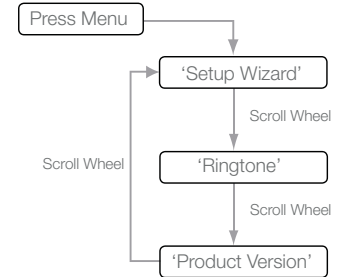 Press Menu
‘Setup Wizard’
Scroll Wheel
Scroll Wheel
‘Ringtone’
Scroll Wheel
‘Product Version’